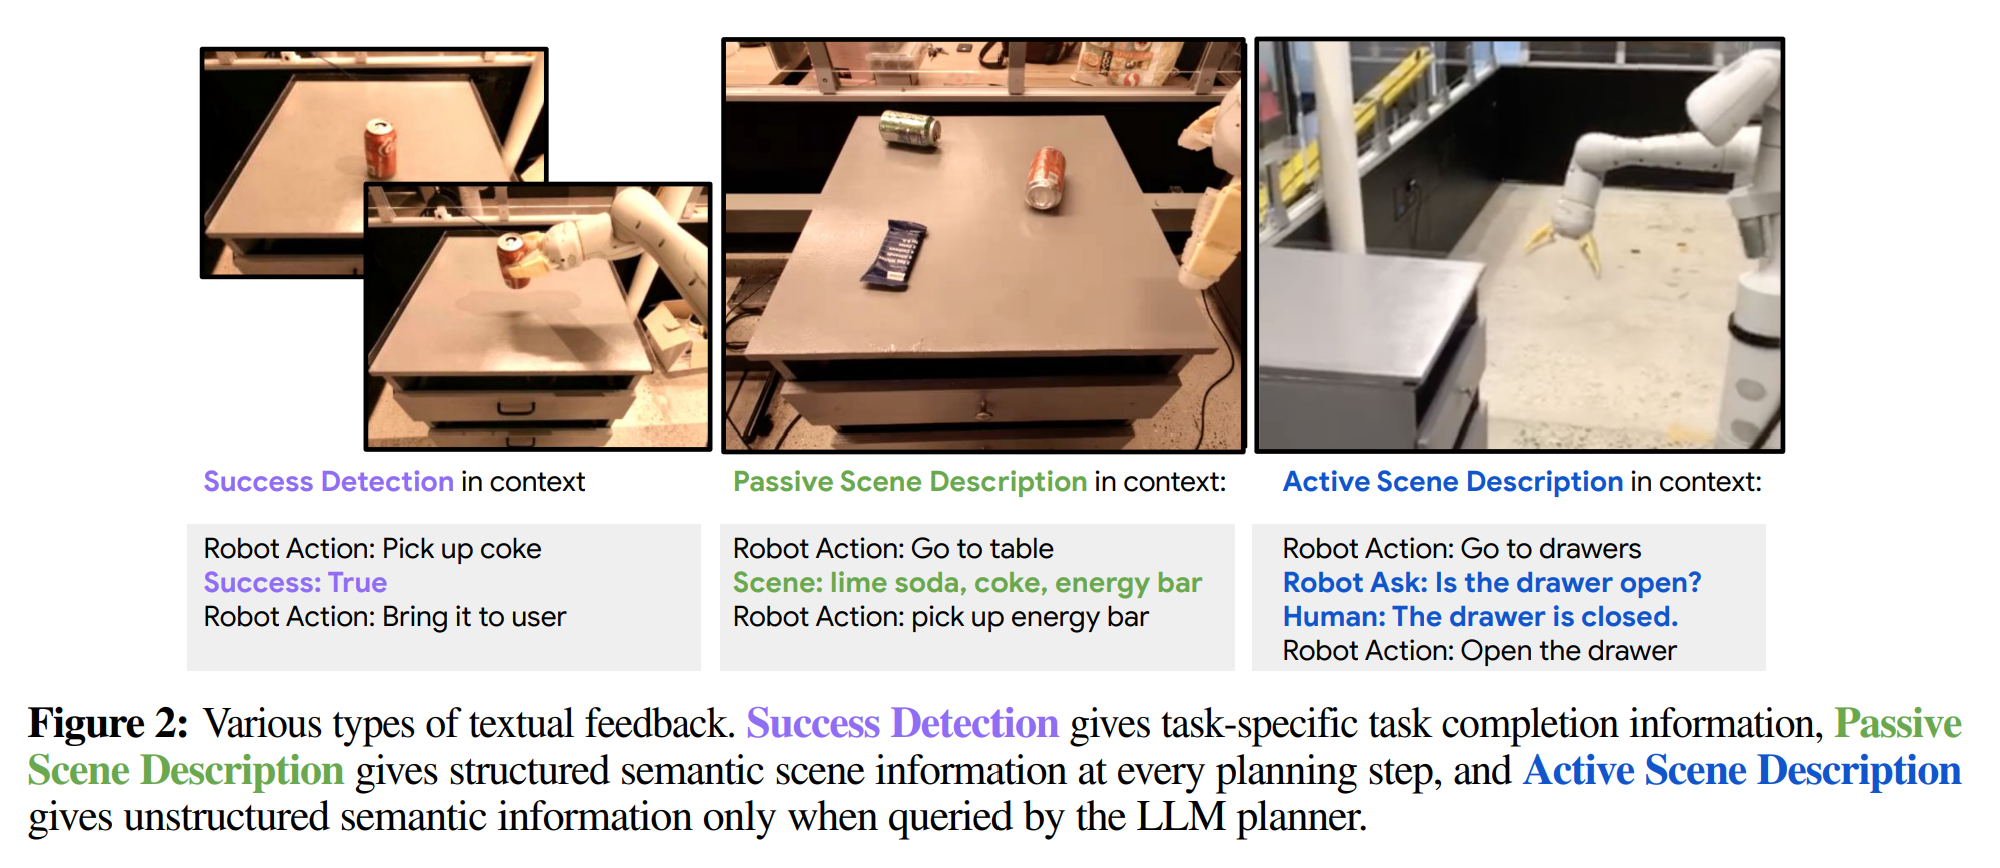 Success Detection in context
Robot Action: Pick up coke
Success: True
Robot Action: Bring it to user
Passive Scene Description in context:
Robot Action: Go to table
Scene: lime soda, coke, energy bar
Robot Action: pick up energy bar
Active Scene Description in context:
Robot Action: Go to drawers
Robot Ask: Is the drawer open?
Human: The drawer is closed.
Robot Action: Open the drawer
Figure 2: Various types of textual feedback. Success Detection gives task-specific task completion information, Passive
Scene Description gives structured semantic scene information at every planning step, and Active Scene Description
gives unstructured semantic information only when queried by the LLM planner.